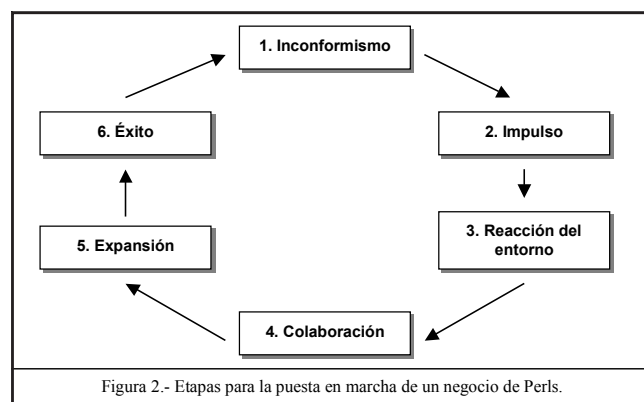 1. Inconformismo
2. Impulso
3. Reacción del
entorno
4. Colaboración
5. Expansión
6. Éxito
Figura 2.- Etapas para la puesta en marcha de un negocio de Perls.